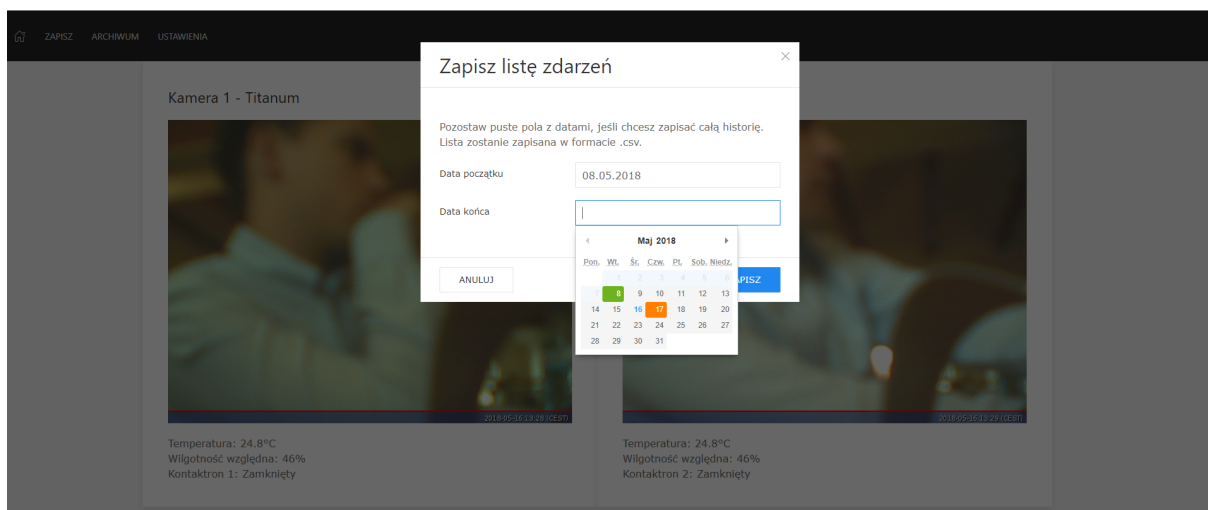 ZAPISZ ARCHIWUM USTAWIENIA
Kamera 1 - Titanum
Zapisz listę zdarzeń
Pozostaw puste pola z datami, jeśli chcesz zapisać całą historię.
Lista zostanie zapisana w formacie .csv.
Data początku 08.05.2018
Data końca
Maj 2018
Pon. Wt. Śr. Czw. Pt. Sob. Niedz.
1 2 3 4 5 6
7 8 9 10 11 12 13
14 15 16 17 18 19 20
21 22 23 24 25 26 27
28 29 30 31
ANULUJ
PISZ
2018-05-16 13:28 (CEST)
2018-05-16 13:29 (CEST)
Temperatura: 24.8°C
Wilgotność względna: 46%
Kontaktron 1: Zamknięty
Temperatura: 24.8°C
Wilgotność względna: 46%
Kontaktron 2: Zamknięty